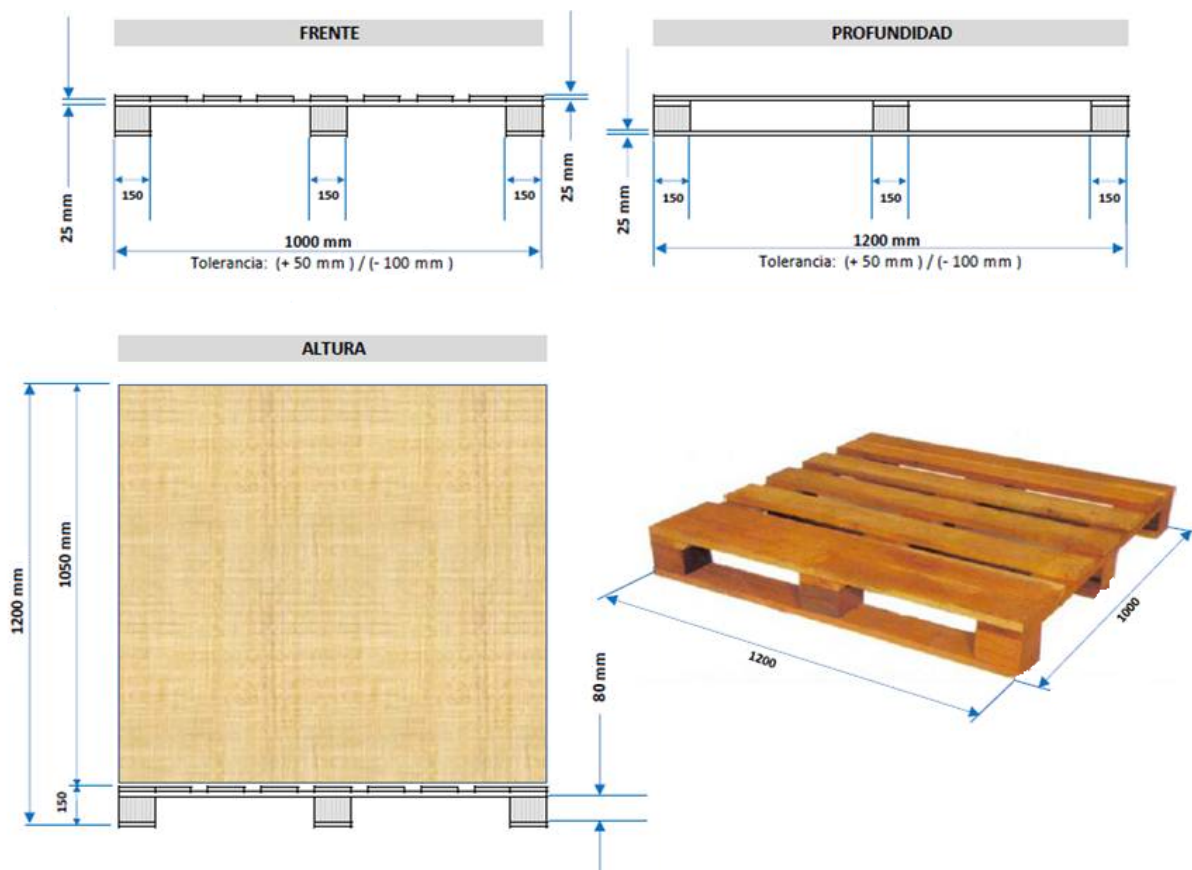 FRENTE
25 mm
150
150
150
25 mm
1000 mm
Tolerancia: (+ 50 mm ) / (- 100 mm )
PROFUNDIDAD
25 mm
150
150
150
1200 mm
Tolerancia: (+ 50 mm ) / (- 100 mm )
ALTURA
1200 mm
1050 mm
150
80 mm
1200
1000